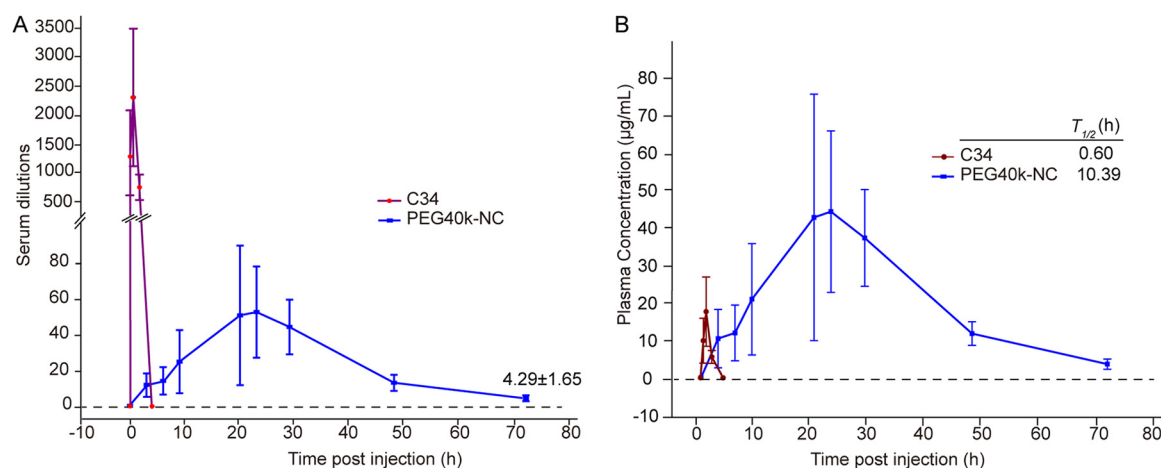 A
3500
3000
2500
2000
1500
1000
500
80
60
40
20
0
Serum dilutions
C34
PEG40k-NC
4.29±1.65
-10 0 10 20 30 40 50 60 70 80
Time post injection (h)
B
80
70
60
50
40
30
20
10
0
-10
Plasma Concentration (µg/mL)
T1/2 (h)
C34 0.60
PEG40k-NC 10.39
0 10 20 30 40 50 60 70 80
Time post injection (h)